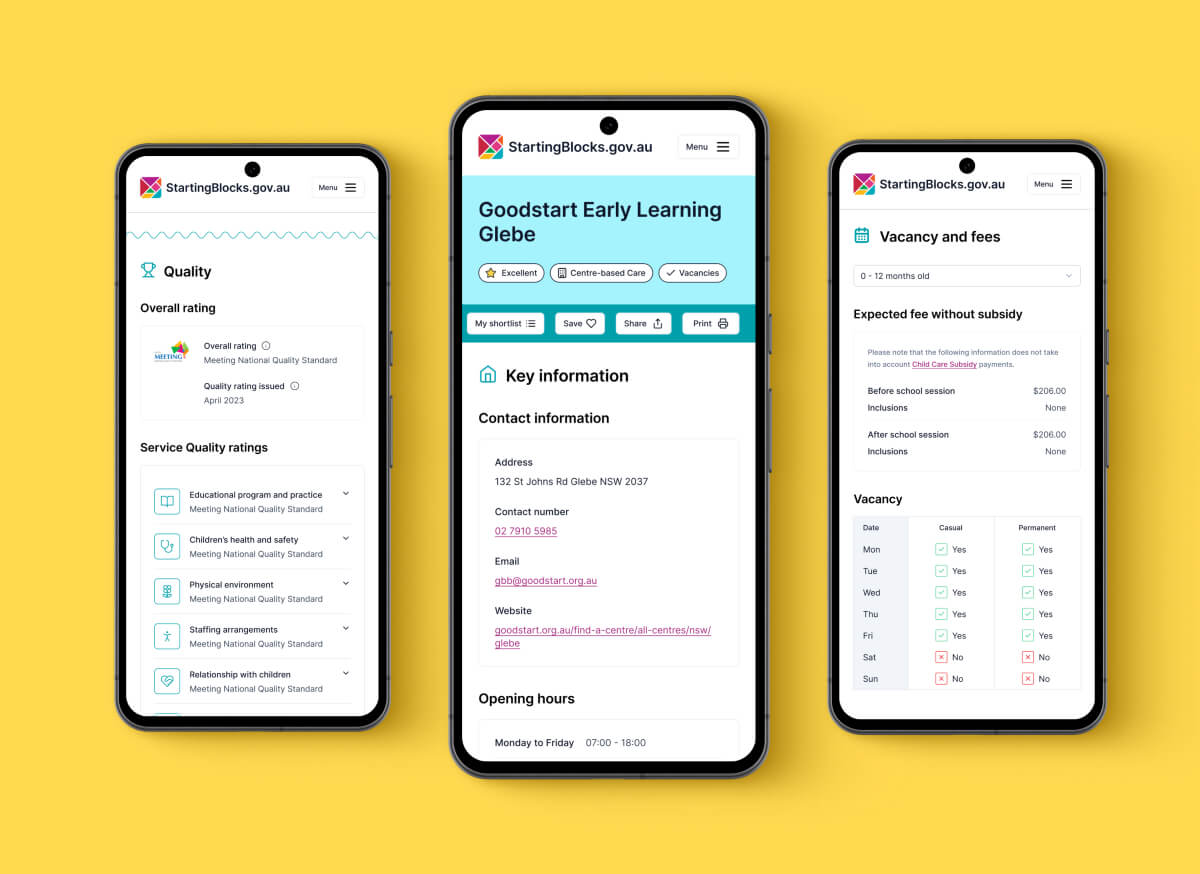 StartingBlocks.gov.au
Menu
Quality
Overall rating
MEETING
Overall rating
Meeting National Quality Standard
Quality rating issued
April 2023
Service Quality ratings
Educational program and practice
Meeting National Quality Standard
Children's health and safety
Meeting National Quality Standard
Physical environment
Meeting National Quality Standard
Staffing arrangements
Meeting National Quality Standard
Relationship with children
Meeting National Quality Standard
StartingBlocks.gov.au
Menu
Goodstart Early Learning
Glebe
Excellent
Centre-based Care
Vacancies
My shortlist
Save
Share
Print
Key information
Contact information
Address
132 St Johns Rd Glebe NSW 2037
Contact number
02 7910 5985
Email
gbb@goodstart.org.au
Website
goodstart.org.au/find-a-centre/all-centres/nsw/
glebe
Opening hours
Monday to Friday 07:00 - 18:00
StartingBlocks.gov.au
Menu
Vacancy and fees
0 - 12 months old
Expected fee without subsidy
Please note that the following information does not take
into account Child Care Subsidy payments.
Before school session $206.00
Inclusions None
After school session $206.00
Inclusions None
Vacancy
Date Casual Permanent
Mon Yes Yes
Tue Yes Yes
Wed Yes Yes
Thu Yes Yes
Fri Yes Yes
Sat No No
Sun No No